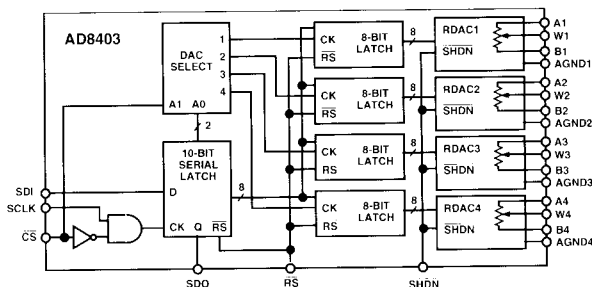 AD8403
DAC
SELECT
1
2
3
4
A1 A0
2
10-BIT
SERIAL
LATCH
D
CK Q RS
8
SDI
SCLK
CS
SDO
RS
SHDN
CK
RS
8-BIT
LATCH
8
RDAC1
SHDN
A1
W1
B1
AGND1
CK
RS
8-BIT
LATCH
8
RDAC2
SHDN
A2
W2
B2
AGND2
CK
RS
8-BIT
LATCH
8
RDAC3
SHDN
A3
W3
B3
AGND3
CK
RS
8-BIT
LATCH
8
RDAC4
SHDN
A4
W4
B4
AGND4